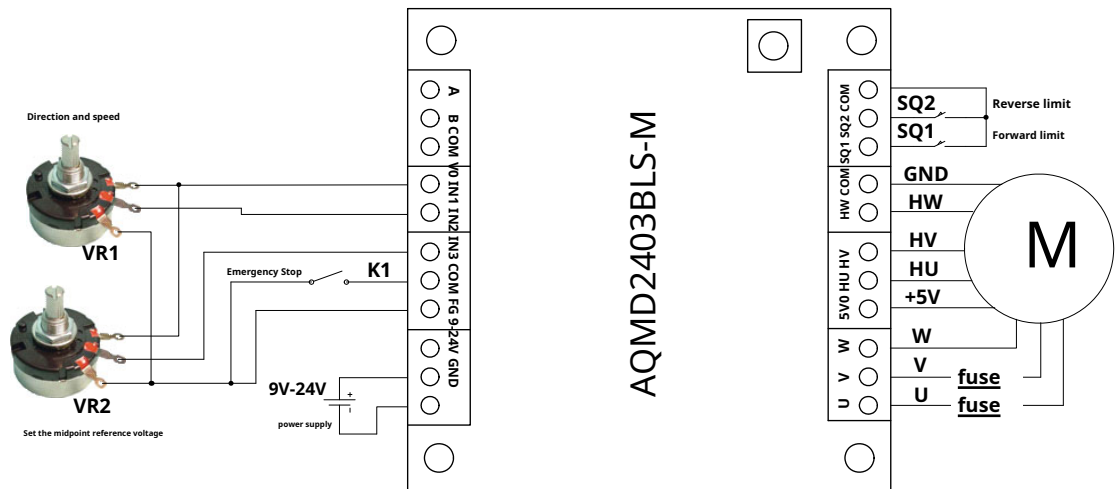 Direction and speed
VR1
Emergency Stop
K1
VR2
Set the midpoint reference voltage
9V-24V
+
-
power supply
A
B COM
V0 IN1
IN2
IN3
COM
FG
9-24V
GND
AQMD2403BLS-M
SQ1 SQ2 COM
HW COM
5V0 HU HV
W
V
U
SQ2
Reverse limit
SQ1
Forward limit
GND
HW
HV
HU
+5V
W
V
fuse
U
fuse
M